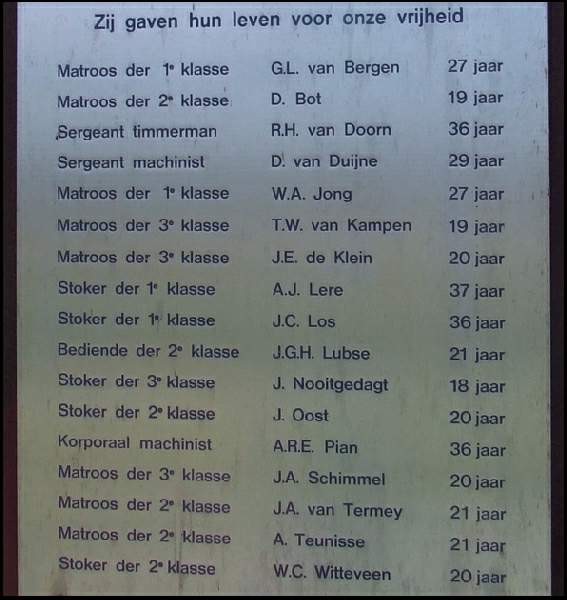 Zij gaven hun leven voor onze vrijheid
Matroos der 1e klasse G.L. van Bergen 27 jaar
Matroos der 2e klasse D. Bot 19 jaar
Sergeant timmerman R.H. van Doorn 36 jaar
Sergeant machinist D. van Duijne 29 jaar
Matroos der 1e klasse W.A. Jong 27 jaar
Matroos der 3e klasse T.W. van Kampen 19 jaar
Matroos der 3e klasse J.E. de Klein 20 jaar
Stoker der 1e klasse A.J. Lere 37 jaar
Stoker der 1e klasse J.C. Los 36 jaar
Bediende der 2e klasse J.G.H. Lubse 21 jaar
Stoker der 3e klasse J. Nooitgedagt 18 jaar
Stoker der 2e klasse J. Oost 20 jaar
Korporaal machinist A.R.E. Pian 36 jaar
Matroos der 3e klasse J.A. Schimmel 20 jaar
Matroos der 2e klasse J.A. van Termey 21 jaar
Matroos der 2e klasse A. Teunisse 21 jaar
Stoker der 2e klasse W.C. Witteveen 20 jaar